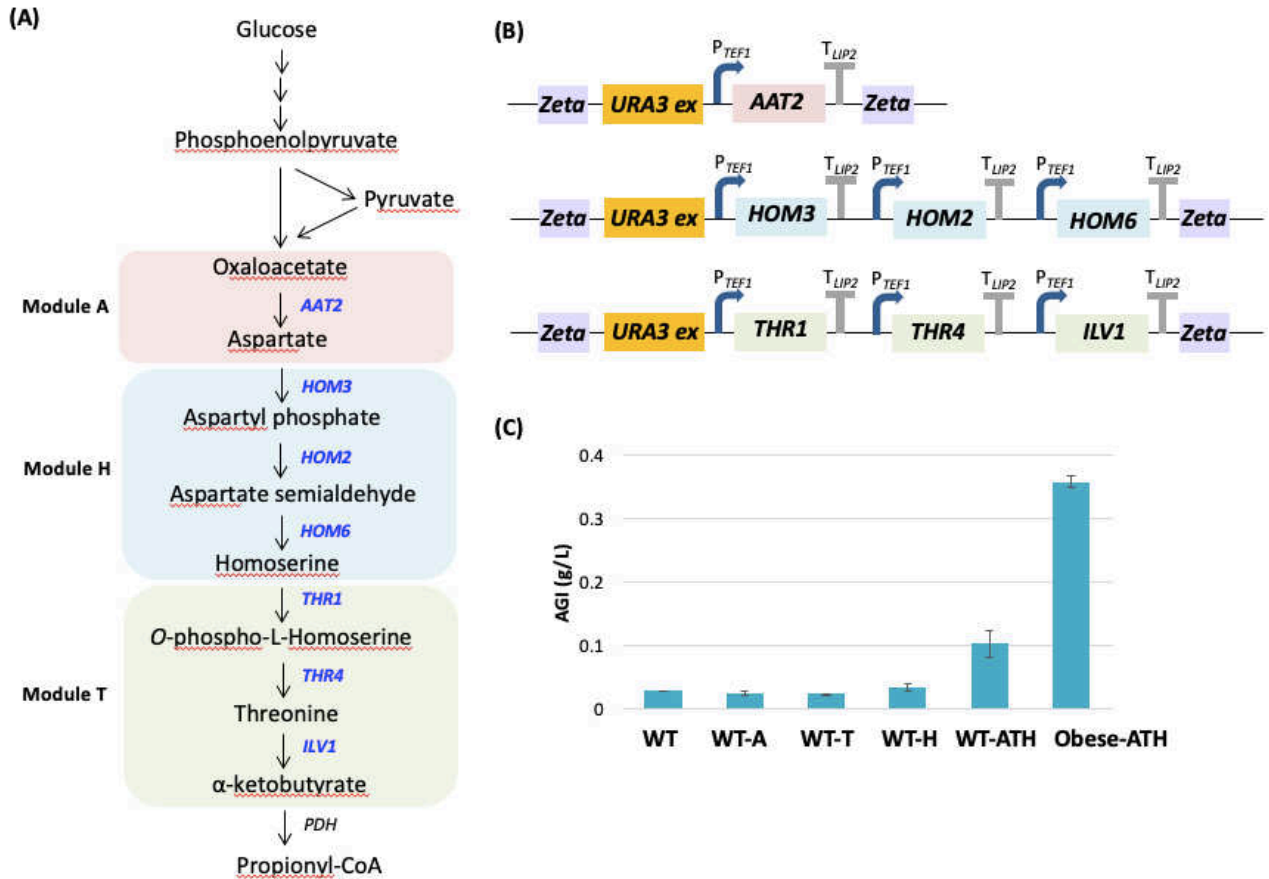 (A)
Glucose
Phosphoenolpyruvate
Pyruvate
Oxaloacetate
Module A
AAT2
Aspartate
HOM3
Aspartyl phosphate
Module H
HOM2
Aspartate semialdehyde
HOM6
Homoserine
THR1
O-phospho-L-Homoserine
Module T
THR4
Threonine
ILV1
α-ketobutyrate
PDH
Propionyl-CoA
(B)
PTEF1 TLIP2
Zeta URA3 ex AAT2 Zeta
PTEF1 TLIP2 PTEF1 TLIP2 PTEF1 TLIP2
Zeta URA3 ex HOM3 HOM2 HOM6 Zeta
PTEF1 TLIP2 PTEF1 TLIP2 PTEF1 TLIP2
Zeta URA3 ex THR1 THR4 ILV1 Zeta
(C)
0.4
0.3
0.2
0.1
0
AGI (g/L)
WT WT-A WT-T WT-H WT-ATH Obese-ATH